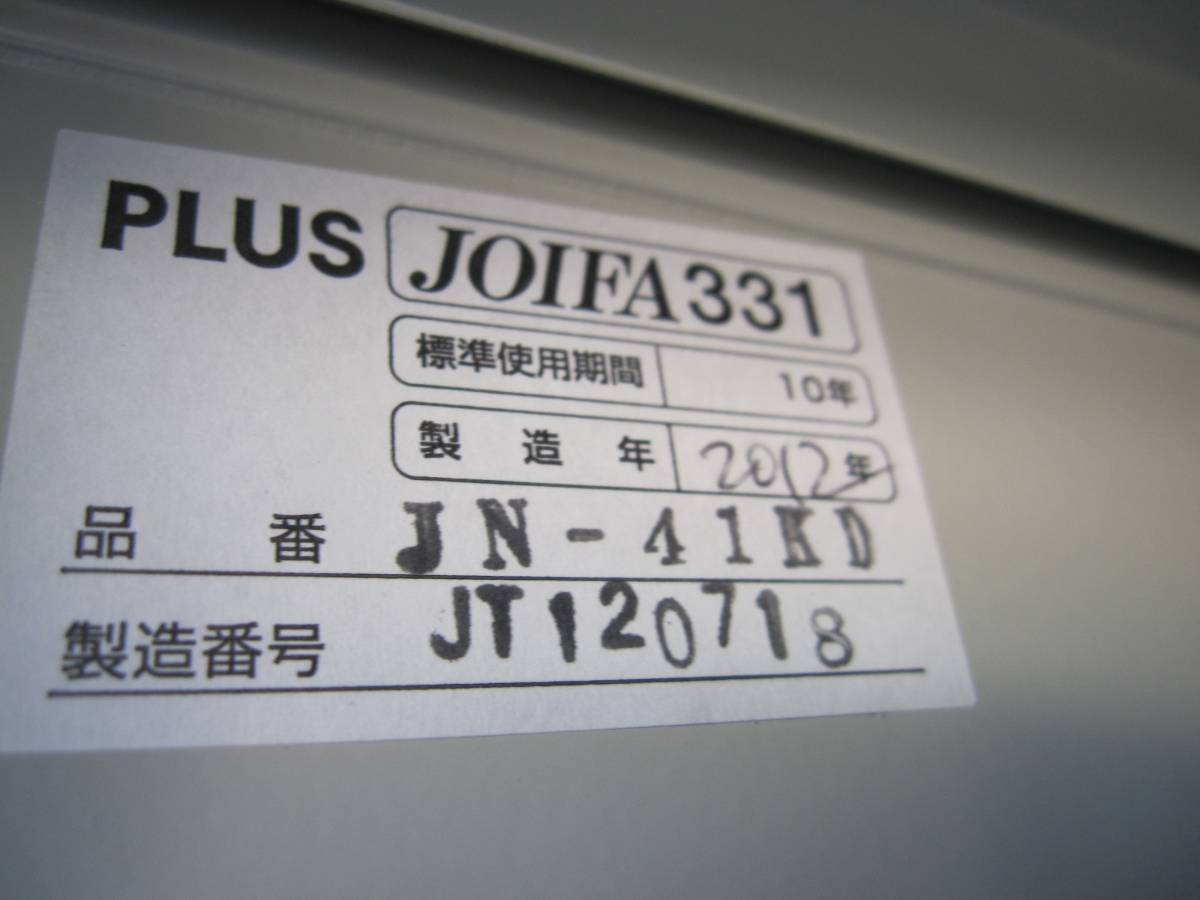 PLUS JOIFA331
標準使用期間 10年
製造年 2012年
品番 JN-41KD
製造番号 JT120718